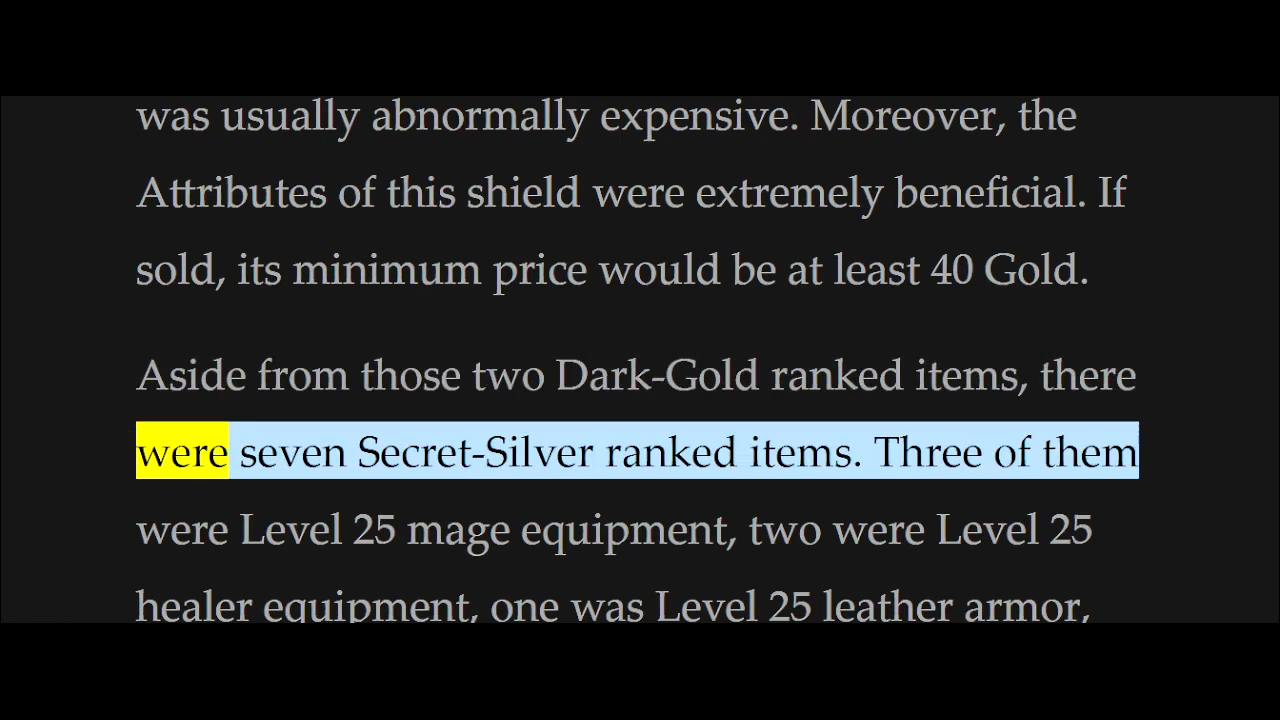 was usually abnormally expensive. Moreover, the
Attributes of this shield were extremely beneficial. If
sold, its minimum price would be at least 40 Gold.
Aside from those two Dark-Gold ranked items, there
were seven Secret-Silver ranked items. Three of them
were Level 25 mage equipment, two were Level 25
healer equipment, one was Level 25 leather armor,